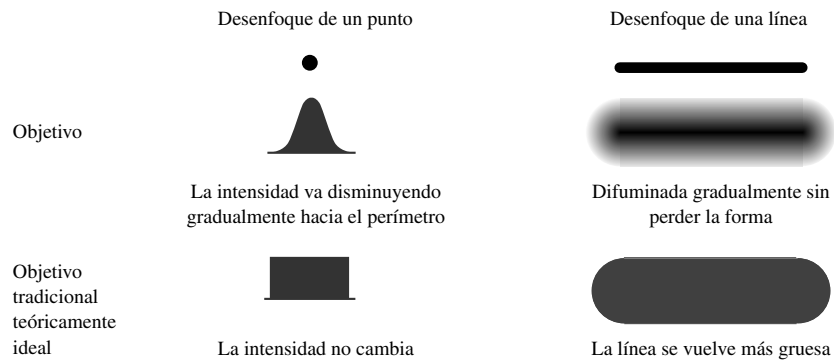 Desenfoque de un punto
Desenfoque de una línea
Objetivo
La intensidad va disminuyendo
gradualmente hacia el perímetro
Difuminada gradualmente sin
perder la forma
Objetivo
tradicional
teóricamente
ideal
La intensidad no cambia
La línea se vuelve más gruesa